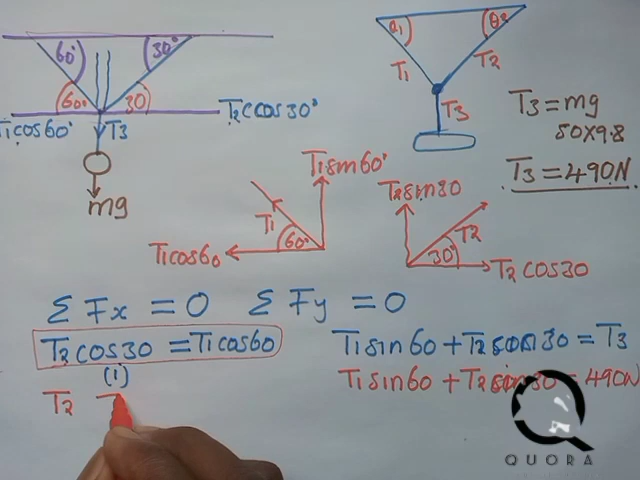 60° 30° θ1 θ2
60° 30
T1 T2
T1cos60° T2cos30°
T3
T3
mg
T3 = mg
50×9.8
T3 = 490N
T1sin60°
T1
60°
T1cos60
T2sin30
T2
30°
T2 cos30
ΣFx = 0 ΣFy = 0
T2cos30 = T1cos60
(1)
T2
T1sin60 + T2 30 = T3
T1sin60 + T2sin30 = 490N
QUORA